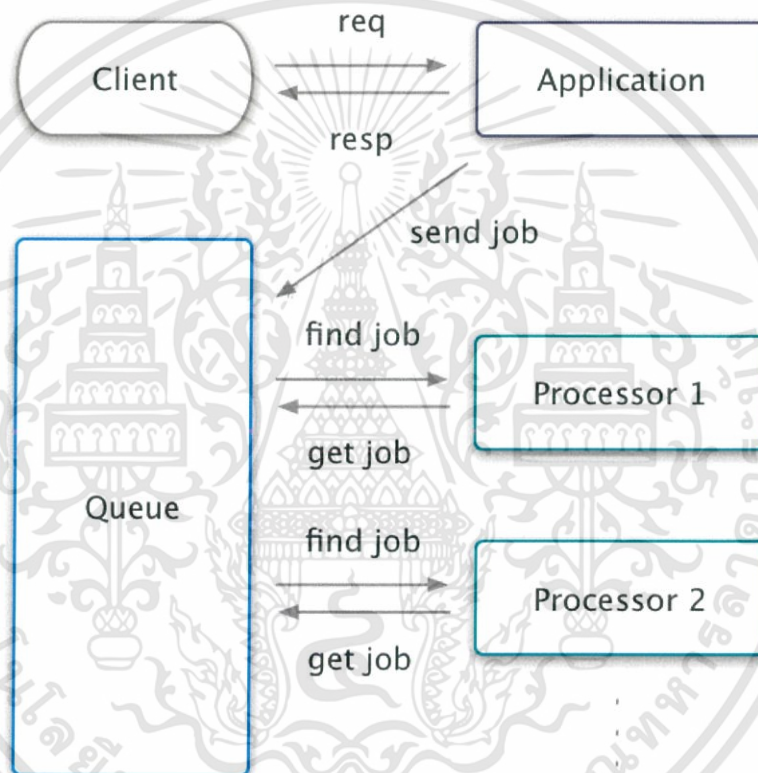 req
Client
Application
resp
send job
find job
Processor 1
get job
Queue
find job
Processor 2
get job